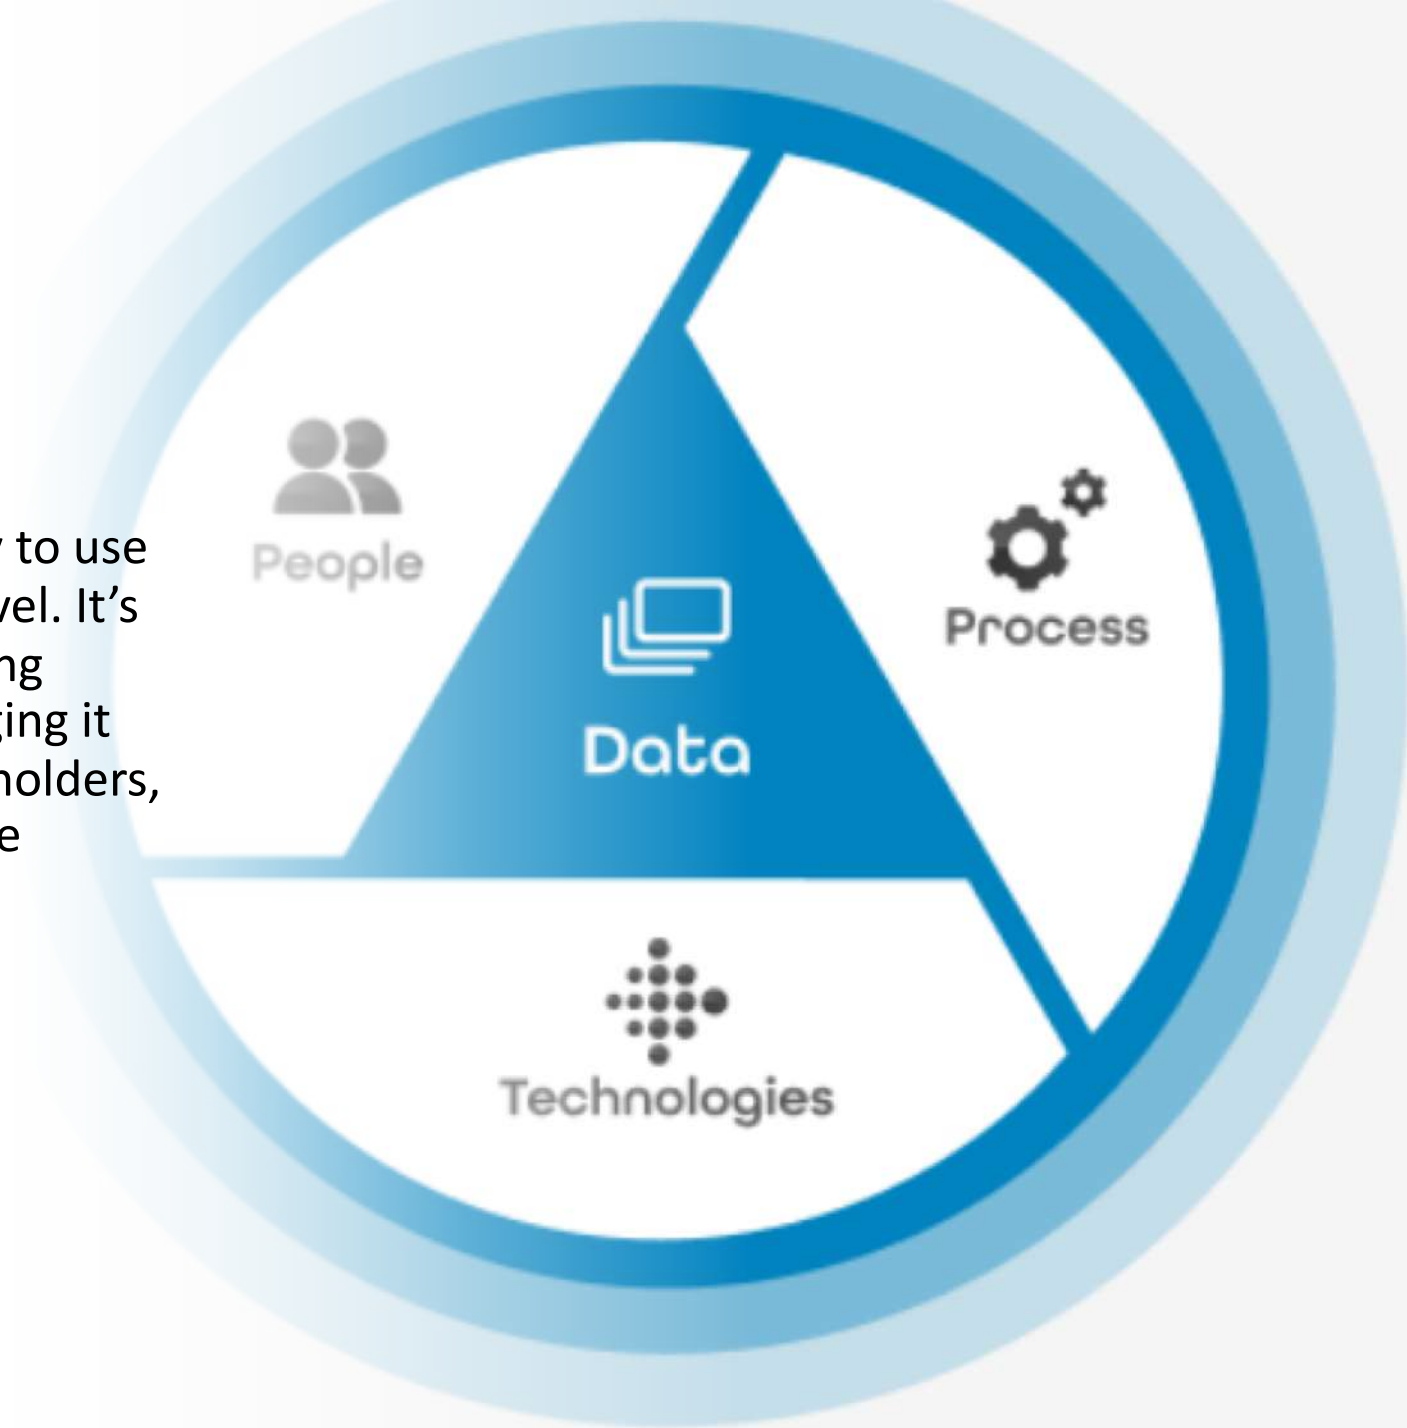 to use
vel. It’s
ng
ging it
holders,
e
People
Process
Data
Technologies